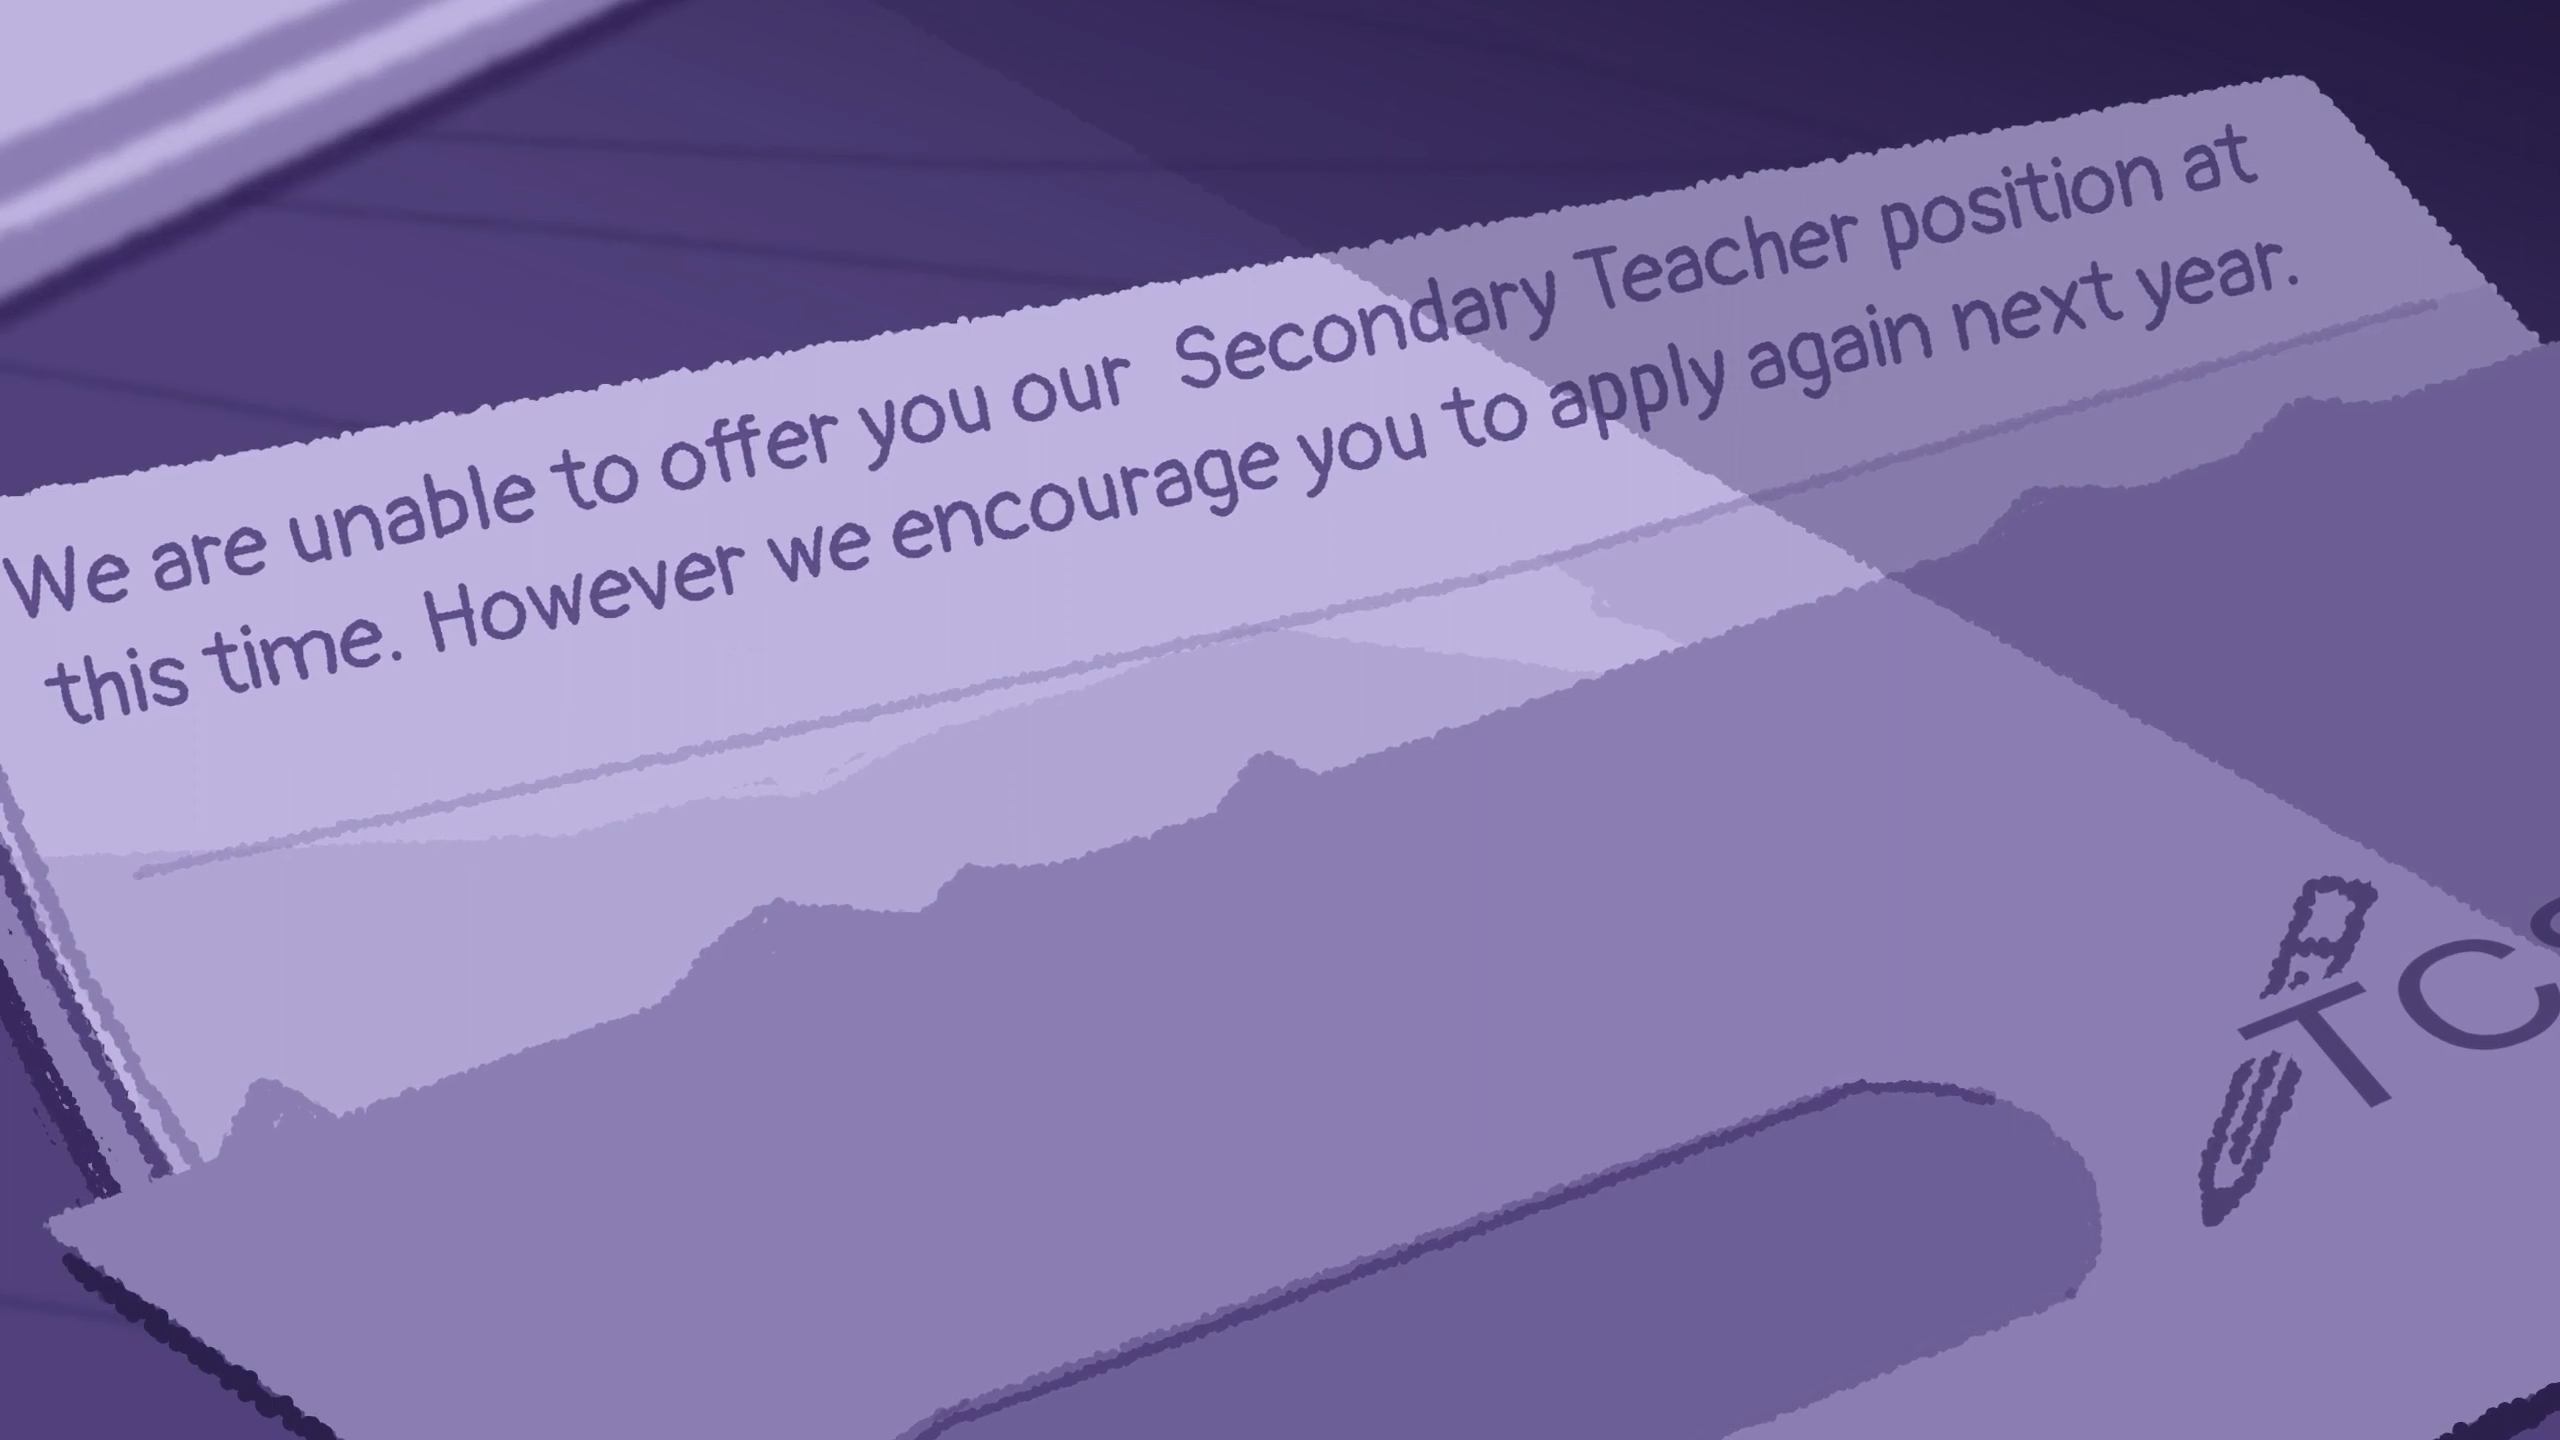 We are unable to offer you our Secondary Teacher position at
this time. However we encourage you to apply again next year.
TCS